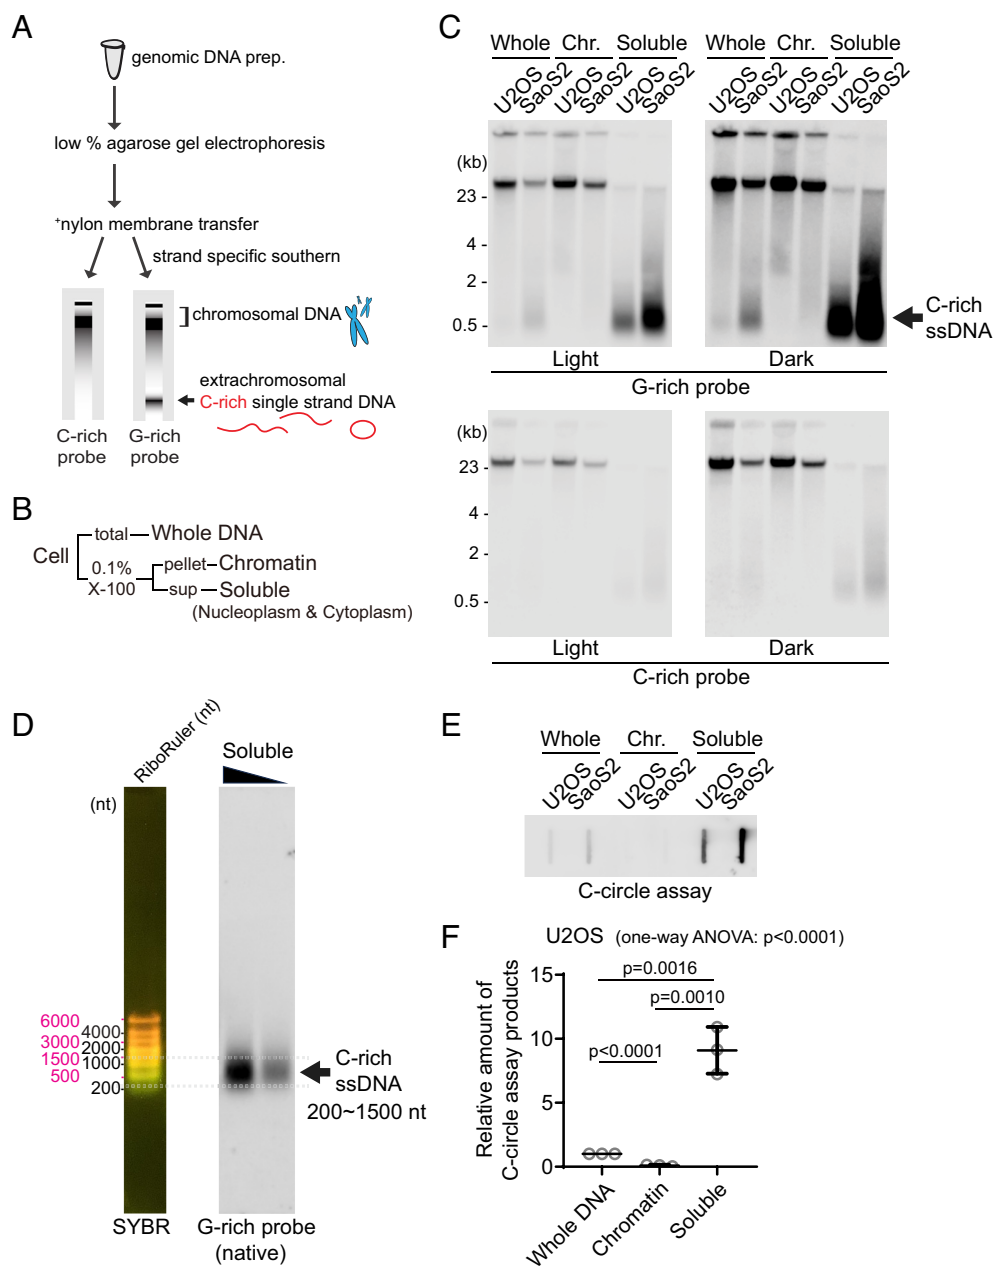 A
genomic DNA prep.
low % agarose gel electrophoresis
+nylon membrane transfer
strand specific southern
chromosomal DNA
extrachromosomal
C-rich single strand DNA
C-rich
probe
G-rich
probe
B
Cell
total
Whole DNA
0.1%
X-100
pellet
Chromatin
sup
Soluble
(Nucleoplasm & Cytoplasm)
C
Whole
Chr.
Soluble
Whole
Chr.
Soluble
U2OS
SaoS2
U2OS
SaoS2
U2OS
SaoS2
U2OS
SaoS2
U2OS
SaoS2
U2OS
SaoS2
(kb)
23 -
4 -
2 -
0.5 -
C-rich
ssDNA
Light
Dark
G-rich probe
(kb)
23 -
4 -
2 -
0.5 -
Light
Dark
C-rich probe
D
RiboRuler (nt)
Soluble
(nt)
6000
4000
3000
2000
1500
1000
500
200
C-rich
ssDNA
200~1500 nt
SYBR
G-rich probe
(native)
E
Whole
Chr.
Soluble
U2OS
SaoS2
U2OS
SaoS2
U2OS
SaoS2
C-circle assay
F
U2OS (one-way ANOVA: p<0.0001)
Relative amount of
C-circle assay products
15
10
5
0
p=0.0016
p=0.0010
p<0.0001
Whole DNA
Chromatin
Soluble